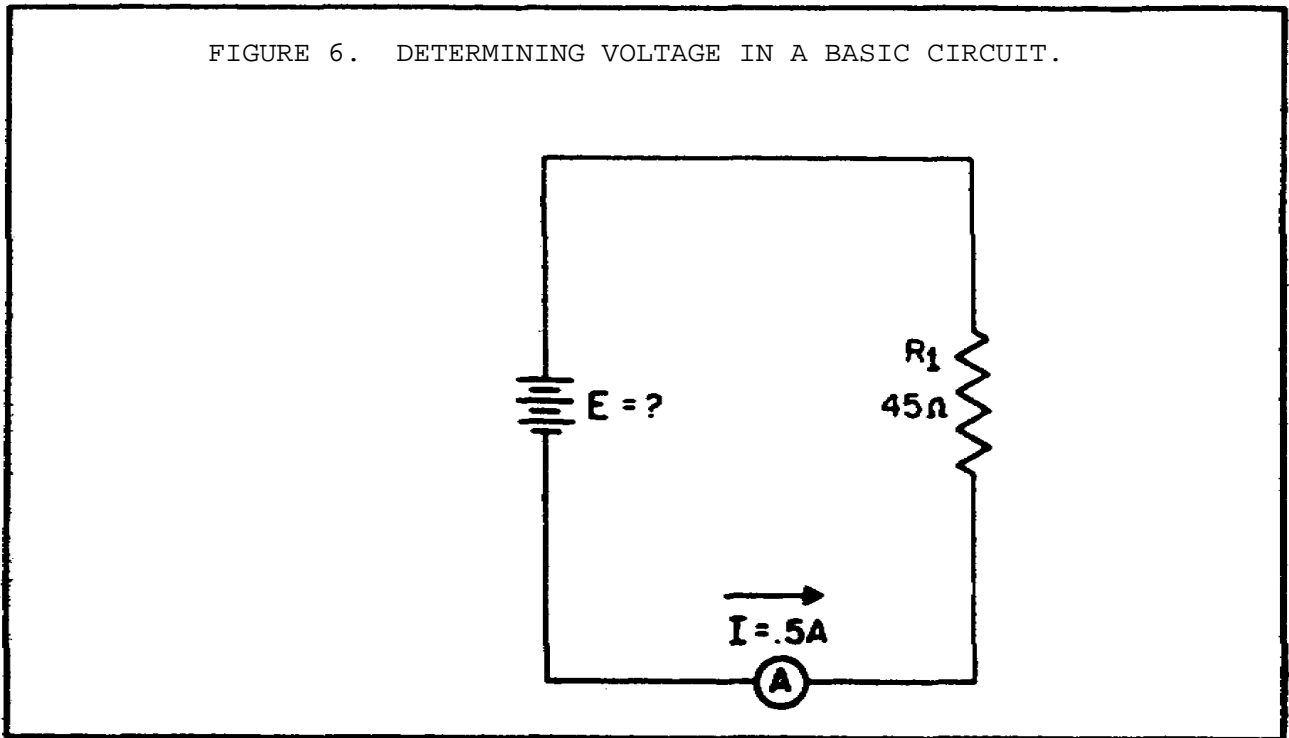 FIGURE 6. DETERMINING VOLTAGE IN A BASIC CIRCUIT.
R1
E = ?
45Ω
I = .5A
A